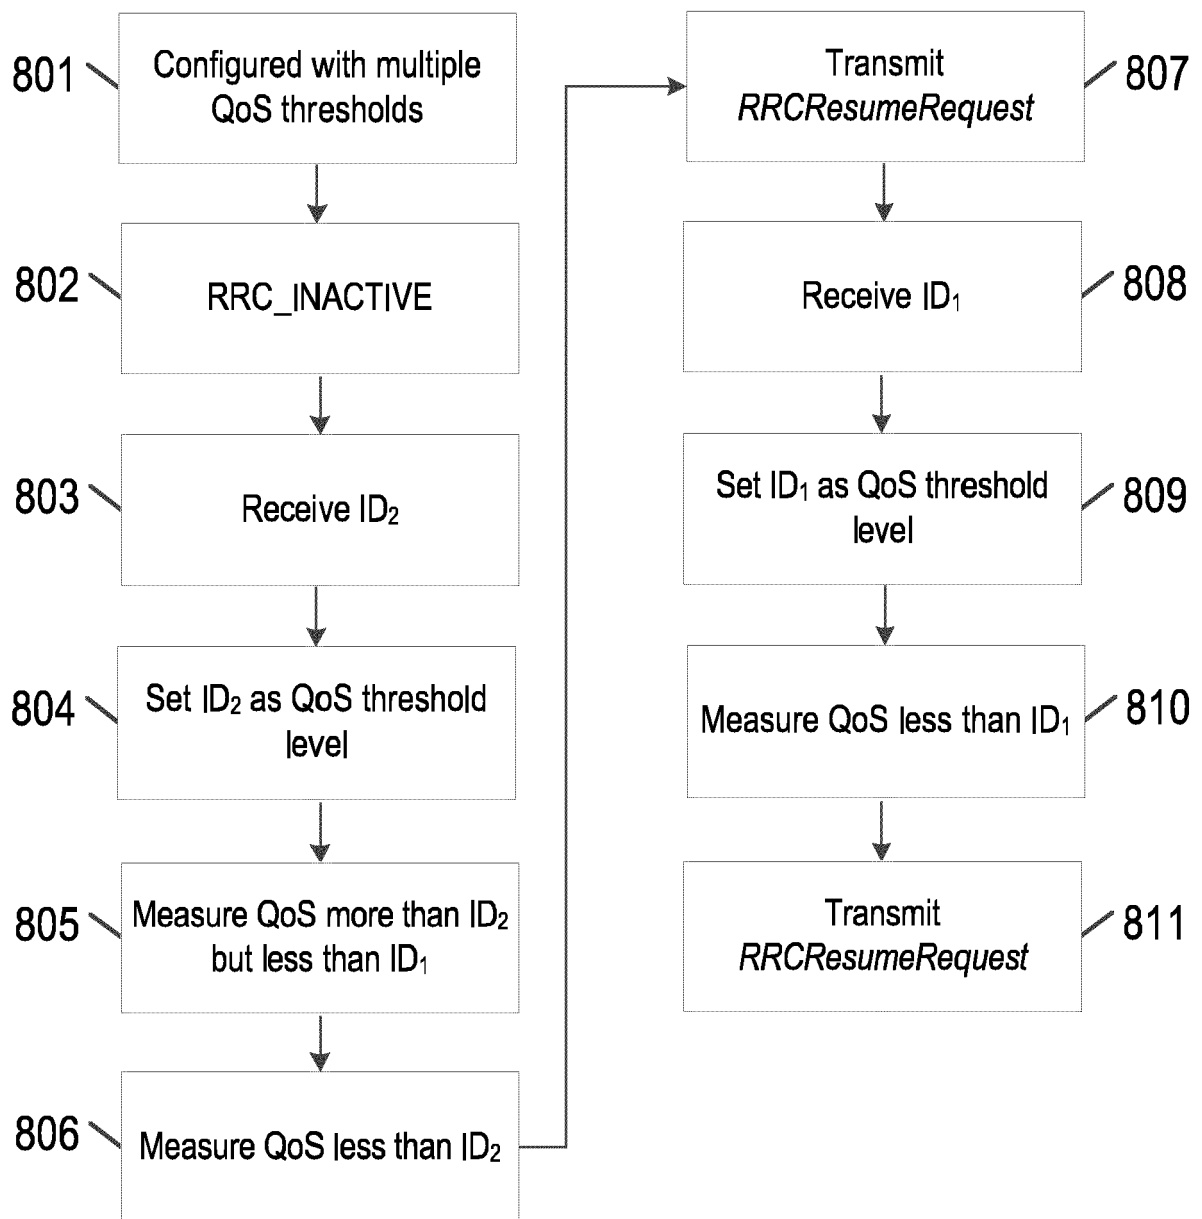 801
Configured with multiple
QoS thresholds
802
RRC_INACTIVE
803
Receive ID₂
804
Set ID₂ as QoS threshold
level
805
Measure QoS more than ID₂
but less than ID₁
806
Measure QoS less than ID₂
Transmit
RRCResumeRequest
807
Receive ID₁
808
Set ID₁ as QoS threshold
level
809
Measure QoS less than ID₁
810
Transmit
RRCResumeRequest
811